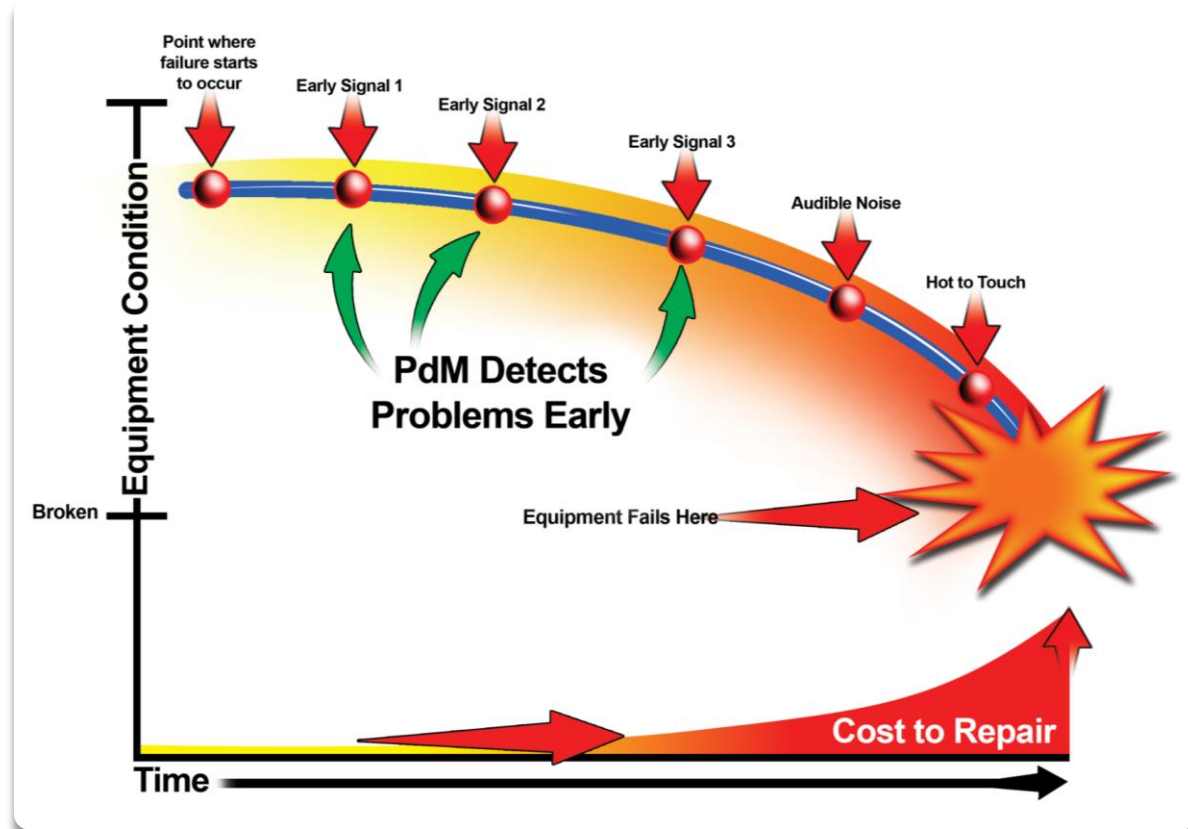 Point where
failure starts
to occur
Early Signal 1
Early Signal 2
Early Signal 3
Audible Noise
Hot to Touch
Equipment Condition
PdM Detects
Problems Early
Broken
Equipment Fails Here
Cost to Repair
Time